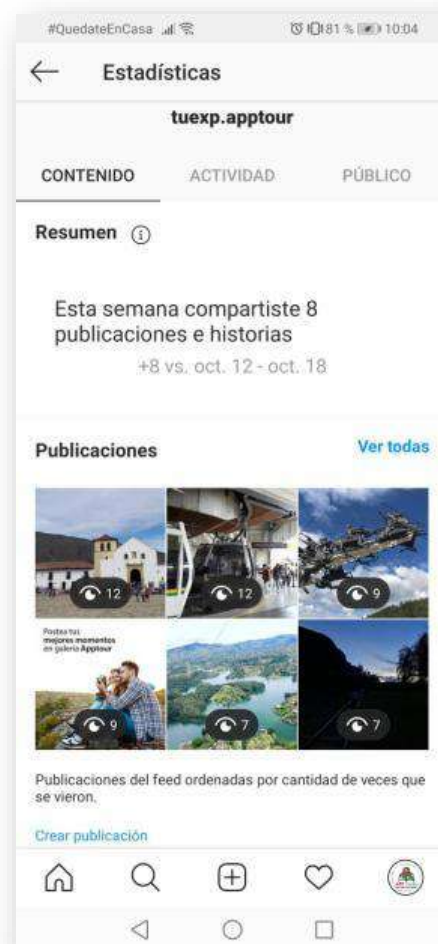 #QuedateEnCasa 81 % 10:04
Estadísticas
tuexp.apptour
CONTENIDO ACTIVIDAD PÚBLICO
Resumen
Esta semana compartiste 8
publicaciones e historias
+8 vs. oct. 12 - oct. 18
Publicaciones Ver todas
12 12 9
Postea tus
mejores momentos
en galería Apptour
9 7 7
Publicaciones del feed ordenadas por cantidad de veces que
se vieron.
Crear publicación